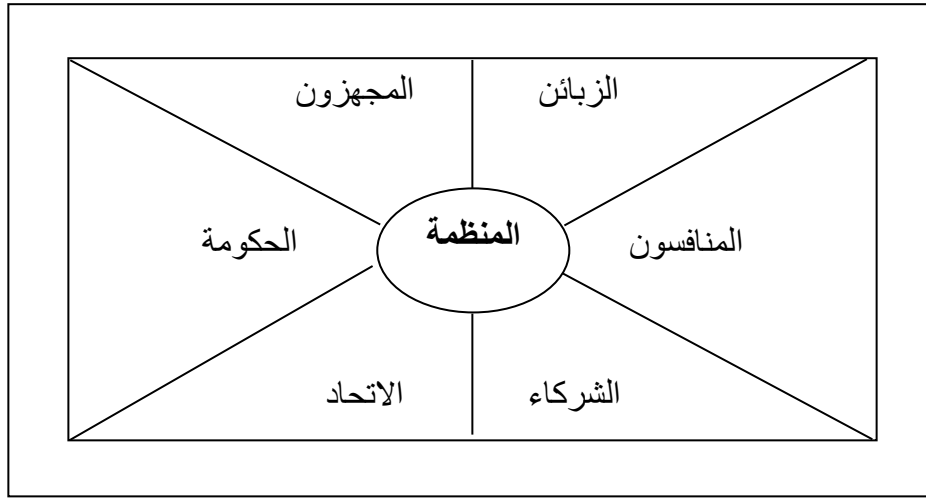 الزبائن
المجهزون
المنظمة
المنافسون
الحكومة
الشركاء
الاتحاد